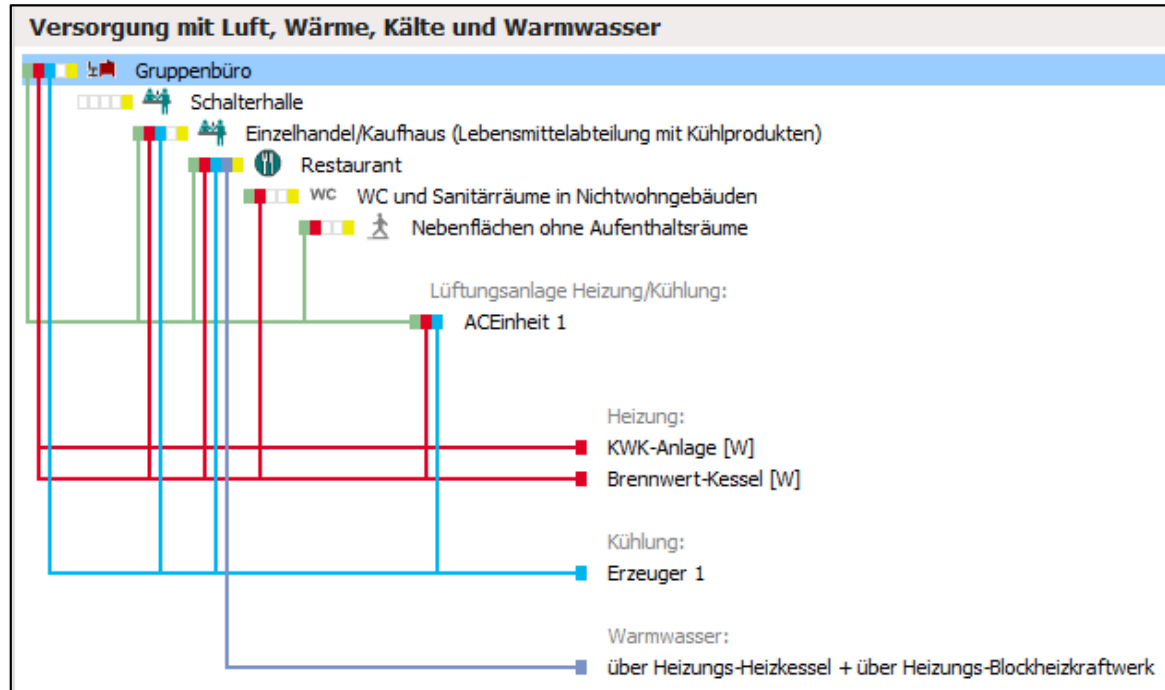 Versorgung mit Luft, Wärme, Kälte und Warmwasser
Gruppenbüro
Schalterhalle
Einzelhandel/Kaufhaus (Lebensmittelabteilung mit Kühlprodukten)
Restaurant
WC WC und Sanitärräume in Nichtwohngebäuden
Nebenflächen ohne Aufenthaltsräume
Lüftungsanlage Heizung/Kühlung:
ACEinheit 1
Heizung:
KWK-Anlage [W]
Brennwert-Kessel [W]
Kühlung:
Erzeuger 1
Warmwasser:
über Heizungs-Heizkessel + über Heizungs-Blockheizkraftwerk